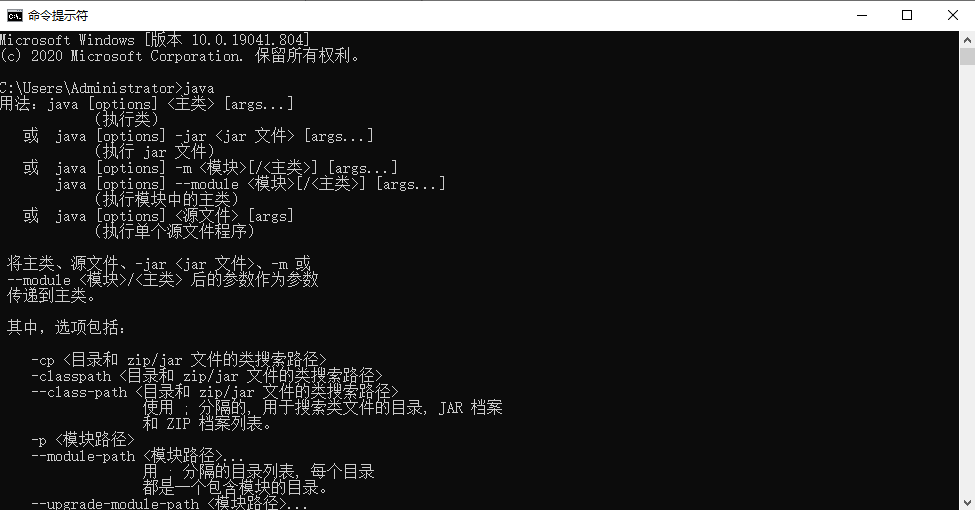 命令提示符
Microsoft Windows [版本 10.0.19041.804]
(c) 2020 Microsoft Corporation. 保留所有权利。
C:\Users\Administrator>java
用法：java [options] <主类> [args...]
(执行类)
或 java [options] -jar <jar 文件> [args...]
(执行 jar 文件)
或 java [options] -m <模块>[/<主类>] [args...]
java [options] --module <模块>[/<主类>] [args...]
(执行模块中的主类)
或 java [options] <源文件> [args]
(执行单个源文件程序)
将主类、源文件、-jar <jar 文件>、-m 或
--module <模块>/<主类> 后的参数作为参数
传递到主类。
其中，选项包括：
-cp <目录和 zip/jar 文件的类搜索路径>
-classpath <目录和 zip/jar 文件的类搜索路径>
--class-path <目录和 zip/jar 文件的类搜索路径>
使用 ; 分隔的, 用于搜索类文件的目录, JAR 档案
和 ZIP 档案列表。
-p <模块路径>
--module-path <模块路径>...
用 ; 分隔的目录列表, 每个目录
都是一个包含模块的目录。
--upgrade-module-path <模块路径>...